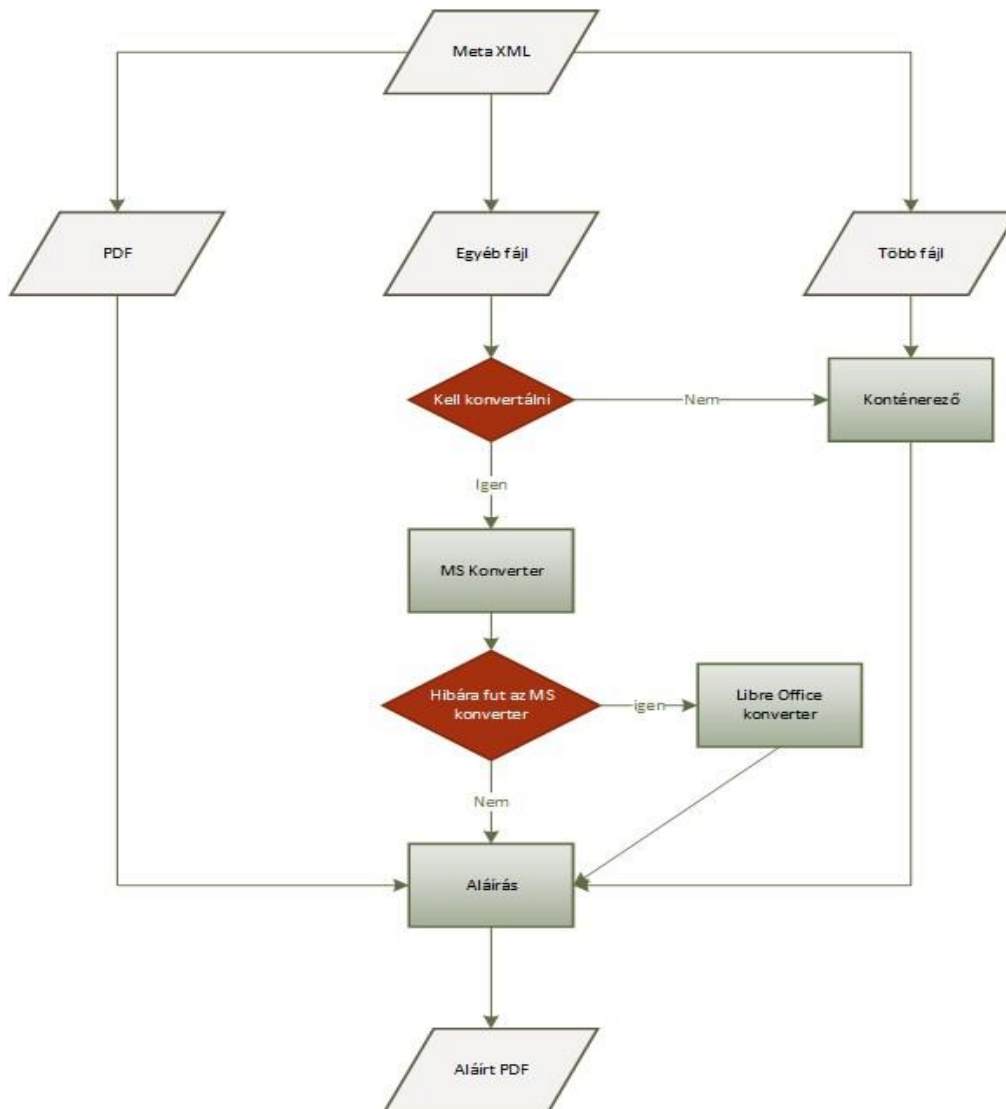 Meta XML
PDF
Egyéb fájl
Több fájl
Kell konvertálni
Nem
Konténerező
Igen
MS Konverter
Hibára fut az MS
konverter
igen
Libre Office
konverter
Nem
Aláírás
Aláírt PDF